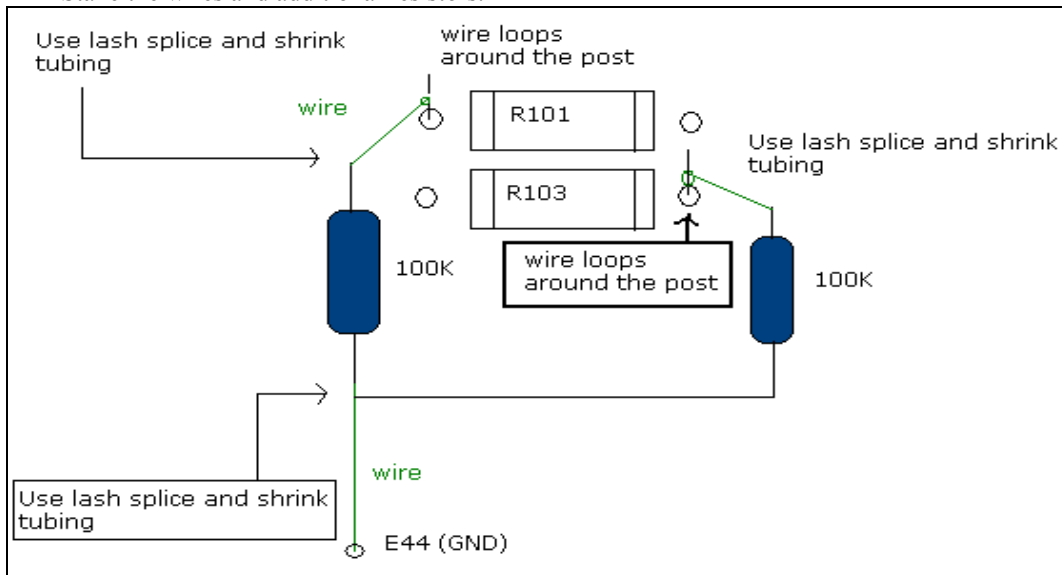 Use lash splice and shrink
tubing
wire loops
around the post
wire
R101
Use lash splice and shrink
tubing
R103
wire loops
around the post
100K
100K
wire
Use lash splice and shrink
tubing
E44 (GND)